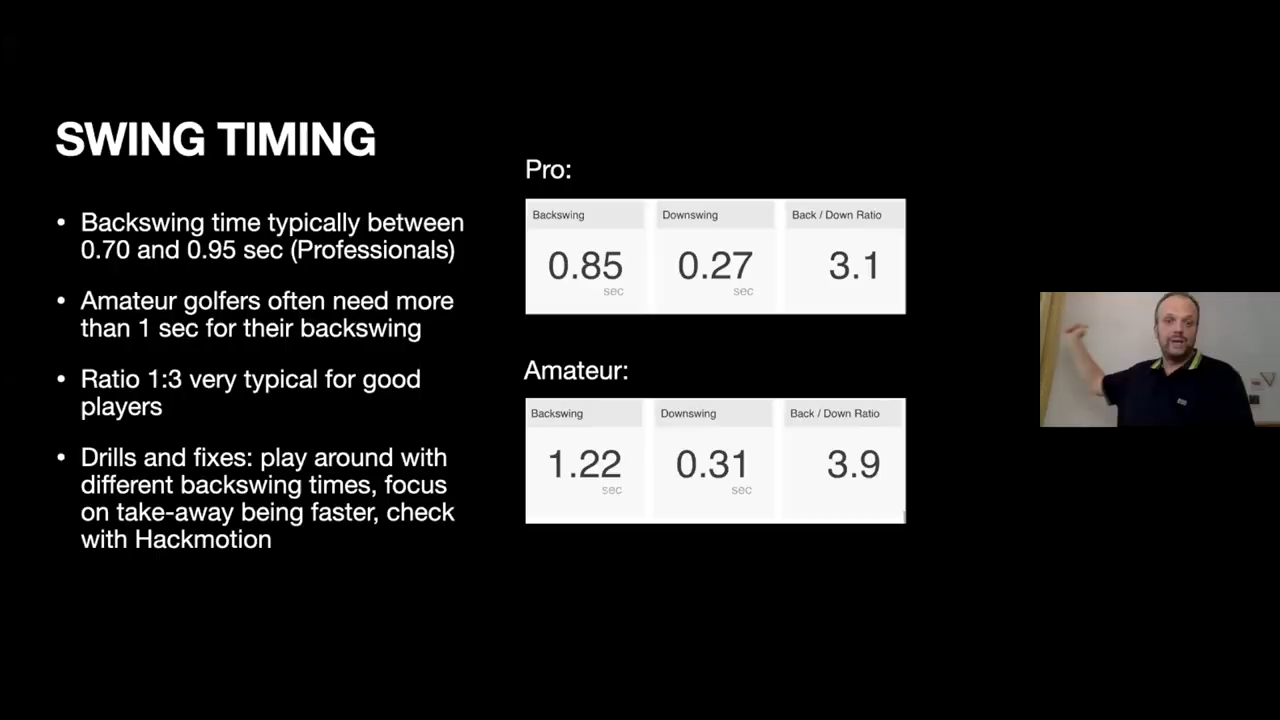 SWING TIMING
• Backswing time typically between
0.70 and 0.95 sec (Professionals)
• Amateur golfers often need more
than 1 sec for their backswing
• Ratio 1:3 very typical for good
players
• Drills and fixes: play around with
different backswing times, focus
on take-away being faster, check
with Hackmotion
Pro:
Backswing Downswing Back / Down Ratio
0.85 0.27 3.1
sec sec
Amateur:
Backswing Downswing Back / Down Ratio
1.22 0.31 3.9
sec sec